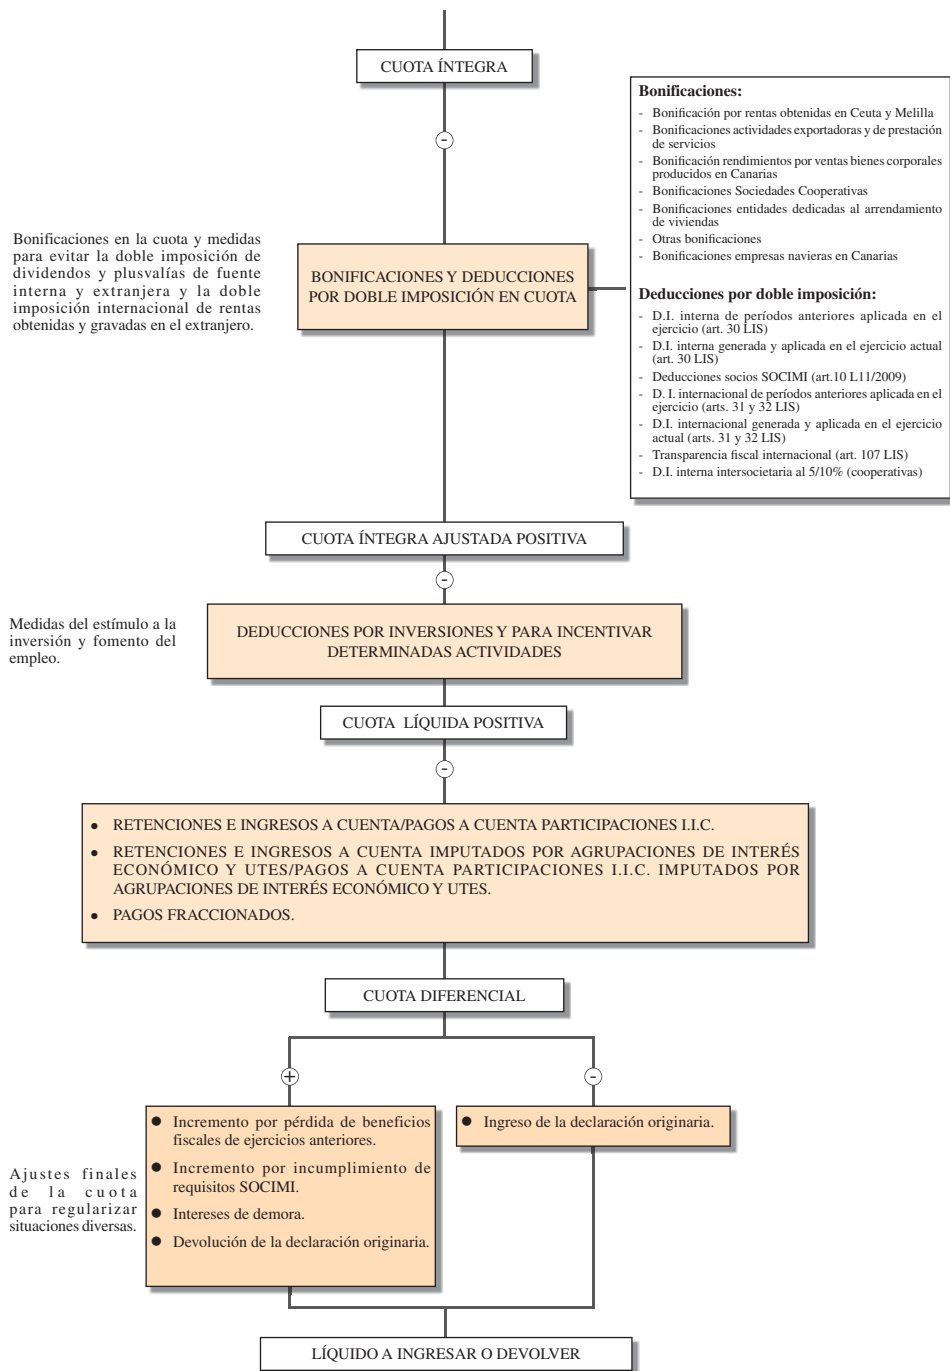 CUOTA ÍNTEGRA
-
Bonificaciones:
- Bonificación por rentas obtenidas en Ceuta y Melilla
- Bonificaciones actividades exportadoras y de prestación
de servicios
- Bonificación rendimientos por ventas bienes corporales
producidos en Canarias
- Bonificaciones Sociedades Cooperativas
- Bonificaciones entidades dedicadas al arrendamiento
de viviendas
- Otras bonificaciones
- Bonificaciones empresas navieras en Canarias
Deducciones por doble imposición:
- D.I. interna de períodos anteriores aplicada en el
ejercicio (art. 30 LIS)
- D.I. interna generada y aplicada en el ejercicio actual
(art. 30 LIS)
- Deducciones socios SOCIMI (art.10 L11/2009)
- D. I. internacional de períodos anteriores aplicada en el
ejercicio (arts. 31 y 32 LIS)
- D.I. internacional generada y aplicada en el ejercicio
actual (arts. 31 y 32 LIS)
- Transparencia fiscal internacional (art. 107 LIS)
- D.I. interna intersocietaria al 5/10% (cooperativas)
Bonificaciones en la cuota y medidas
para evitar la doble imposición de
dividendos y plusvalías de fuente
interna y extranjera y la doble
imposición internacional de rentas
obtenidas y gravadas en el extranjero.
BONIFICACIONES Y DEDUCCIONES
POR DOBLE IMPOSICIÓN EN CUOTA
CUOTA ÍNTEGRA AJUSTADA POSITIVA
-
Medidas del estímulo a la
inversión y fomento del
empleo.
DEDUCCIONES POR INVERSIONES Y PARA INCENTIVAR
DETERMINADAS ACTIVIDADES
CUOTA LÍQUIDA POSITIVA
-
● RETENCIONES E INGRESOS A CUENTA/PAGOS A CUENTA PARTICIPACIONES I.I.C.
● RETENCIONES E INGRESOS A CUENTA IMPUTADOS POR AGRUPACIONES DE INTERÉS
ECONÓMICO Y UTES/PAGOS A CUENTA PARTICIPACIONES I.I.C. IMPUTADOS POR
AGRUPACIONES DE INTERÉS ECONÓMICO Y UTES.
● PAGOS FRACCIONADOS.
CUOTA DIFERENCIAL
+
-
Ajustes finales
de la cuota
para regularizar
situaciones diversas.
● Incremento por pérdida de beneficios
fiscales de ejercicios anteriores.
● Incremento por incumplimiento de
requisitos SOCIMI.
● Intereses de demora.
● Devolución de la declaración originaria.
● Ingreso de la declaración originaria.
LÍQUIDO A INGRESAR O DEVOLVER